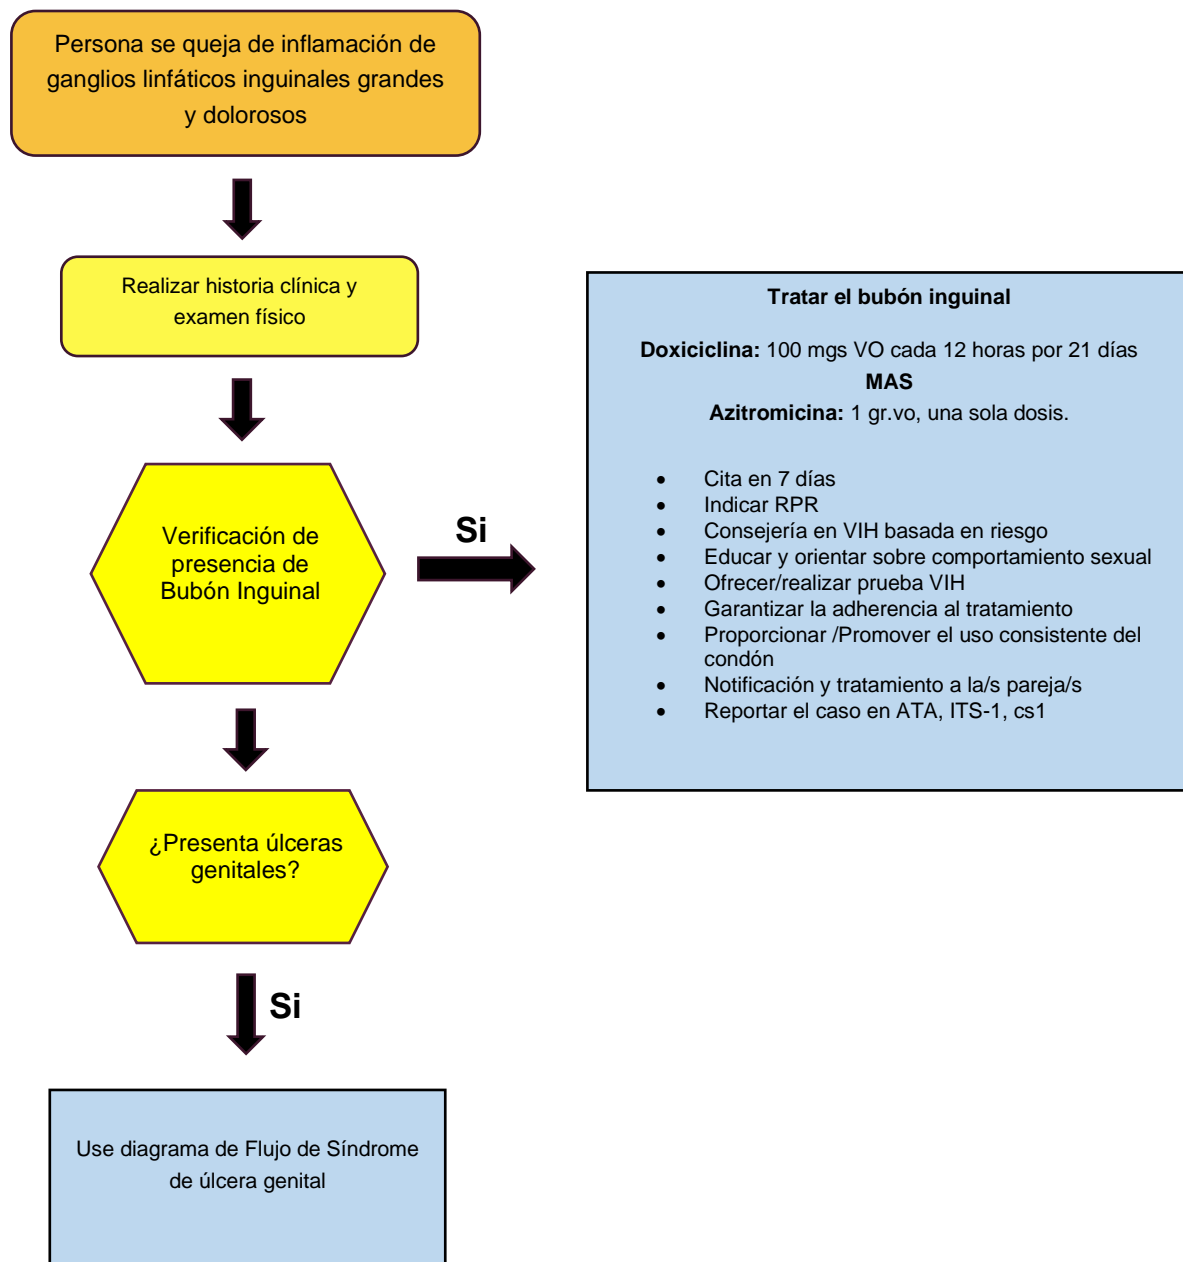 Persona se queja de inflamación de
ganglios linfáticos inguinales grandes
y dolorosos
Realizar historia clínica y
examen físico
Verificación de
presencia de
Bubón Inguinal
Si
Tratar el bubón inguinal
Doxiciclina: 100 mgs VO cada 12 horas por 21 días
MAS
Azitromicina: 1 gr.vo, una sola dosis.
• Cita en 7 días
• Indicar RPR
• Consejería en VIH basada en riesgo
• Educar y orientar sobre comportamiento sexual
• Ofrecer/realizar prueba VIH
• Garantizar la adherencia al tratamiento
• Proporcionar /Promover el uso consistente del
condón
• Notificación y tratamiento a la/s pareja/s
• Reportar el caso en ATA, ITS-1, cs1
¿Presenta úlceras
genitales?
Si
Use diagrama de Flujo de Síndrome
de úlcera genital